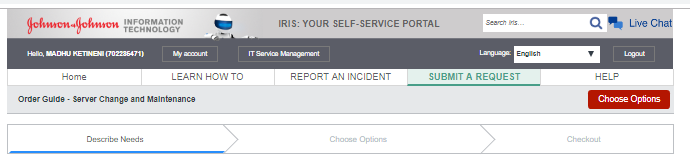 Johnson & Johnson INFORMATION TECHNOLOGY IRIS: YOUR SELF-SERVICE PORTAL Search Iris... Live Chat
Hello, MADHU KETINENI (702235471) My account IT Service Management Language: English Logout
Home LEARN HOW TO REPORT AN INCIDENT SUBMIT A REQUEST HELP
Order Guide - Server Change and Maintenance Choose Options
Describe Needs Choose Options Checkout